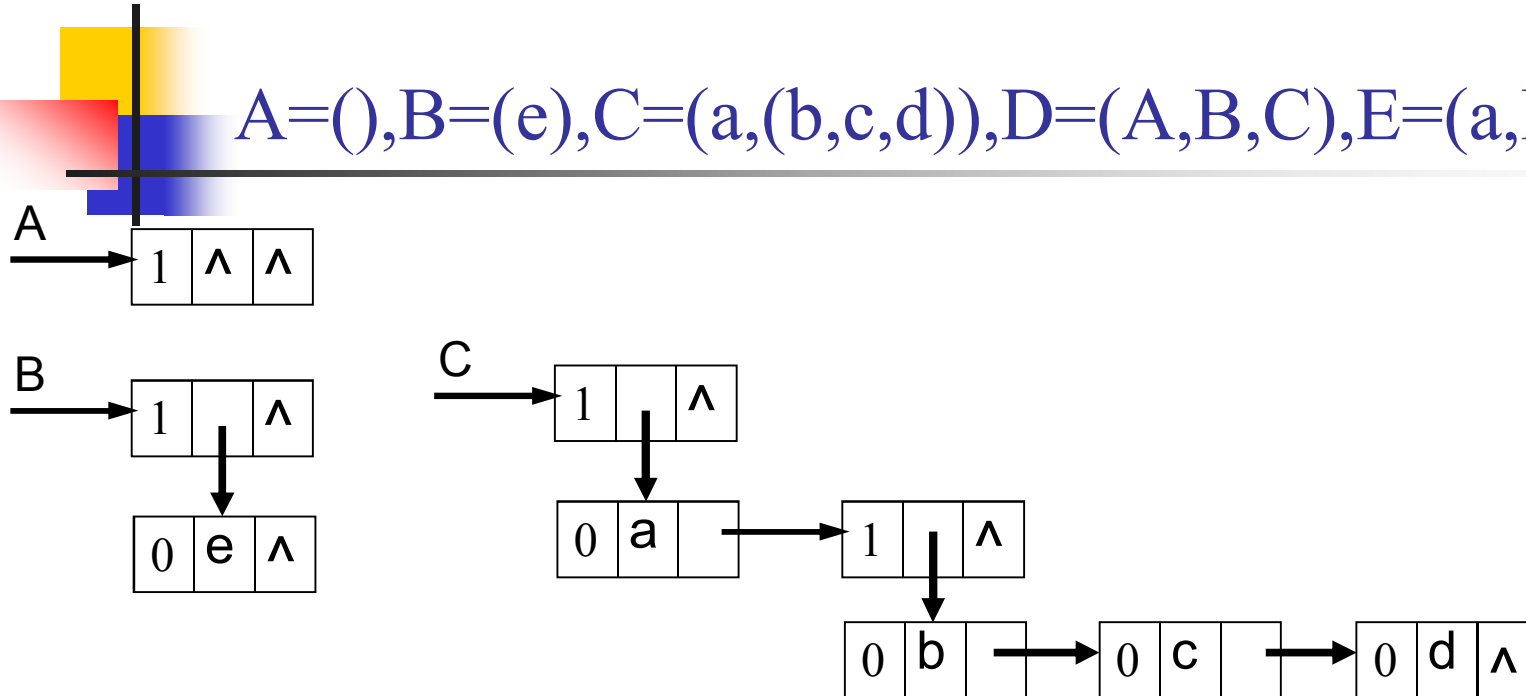 A=(),B=(e),C=(a,(b,c,d)),D=(A,B,C),E=(a,
A
1 ∧ ∧
B
1 ∧
C
1 ∧
0 e ∧
0 a
1 ∧
0 b
0 c
0 d ∧